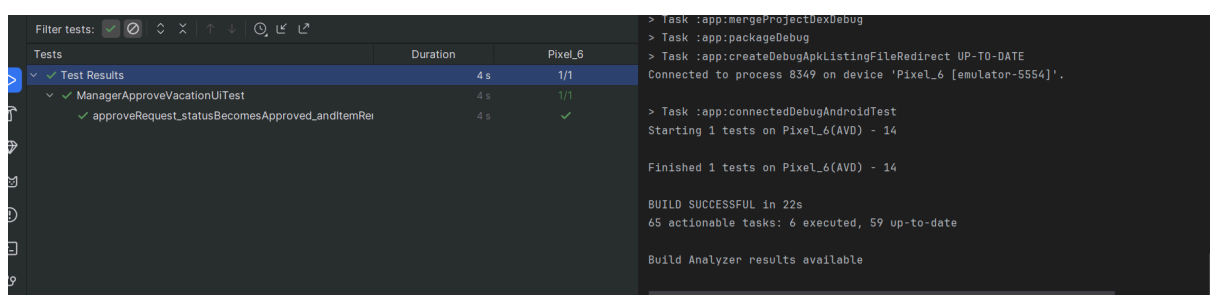 Filter tests:
Tests Duration Pixel_6
Test Results 4 s 1/1
ManagerApproveVacationUiTest 4 s 1/1
approveRequest_statusBecomesApproved_andItemRe 4 s
> Task :app:mergeProjectDexDebug
> Task :app:packageDebug
> Task :app:createDebugApkListingFileRedirect UP-TO-DATE
Connected to process 8349 on device 'Pixel_6 [emulator-5554]'.
> Task :app:connectedDebugAndroidTest
Starting 1 tests on Pixel_6(AVD) - 14
Finished 1 tests on Pixel_6(AVD) - 14
BUILD SUCCESSFUL in 22s
65 actionable tasks: 6 executed, 59 up-to-date
Build Analyzer results available